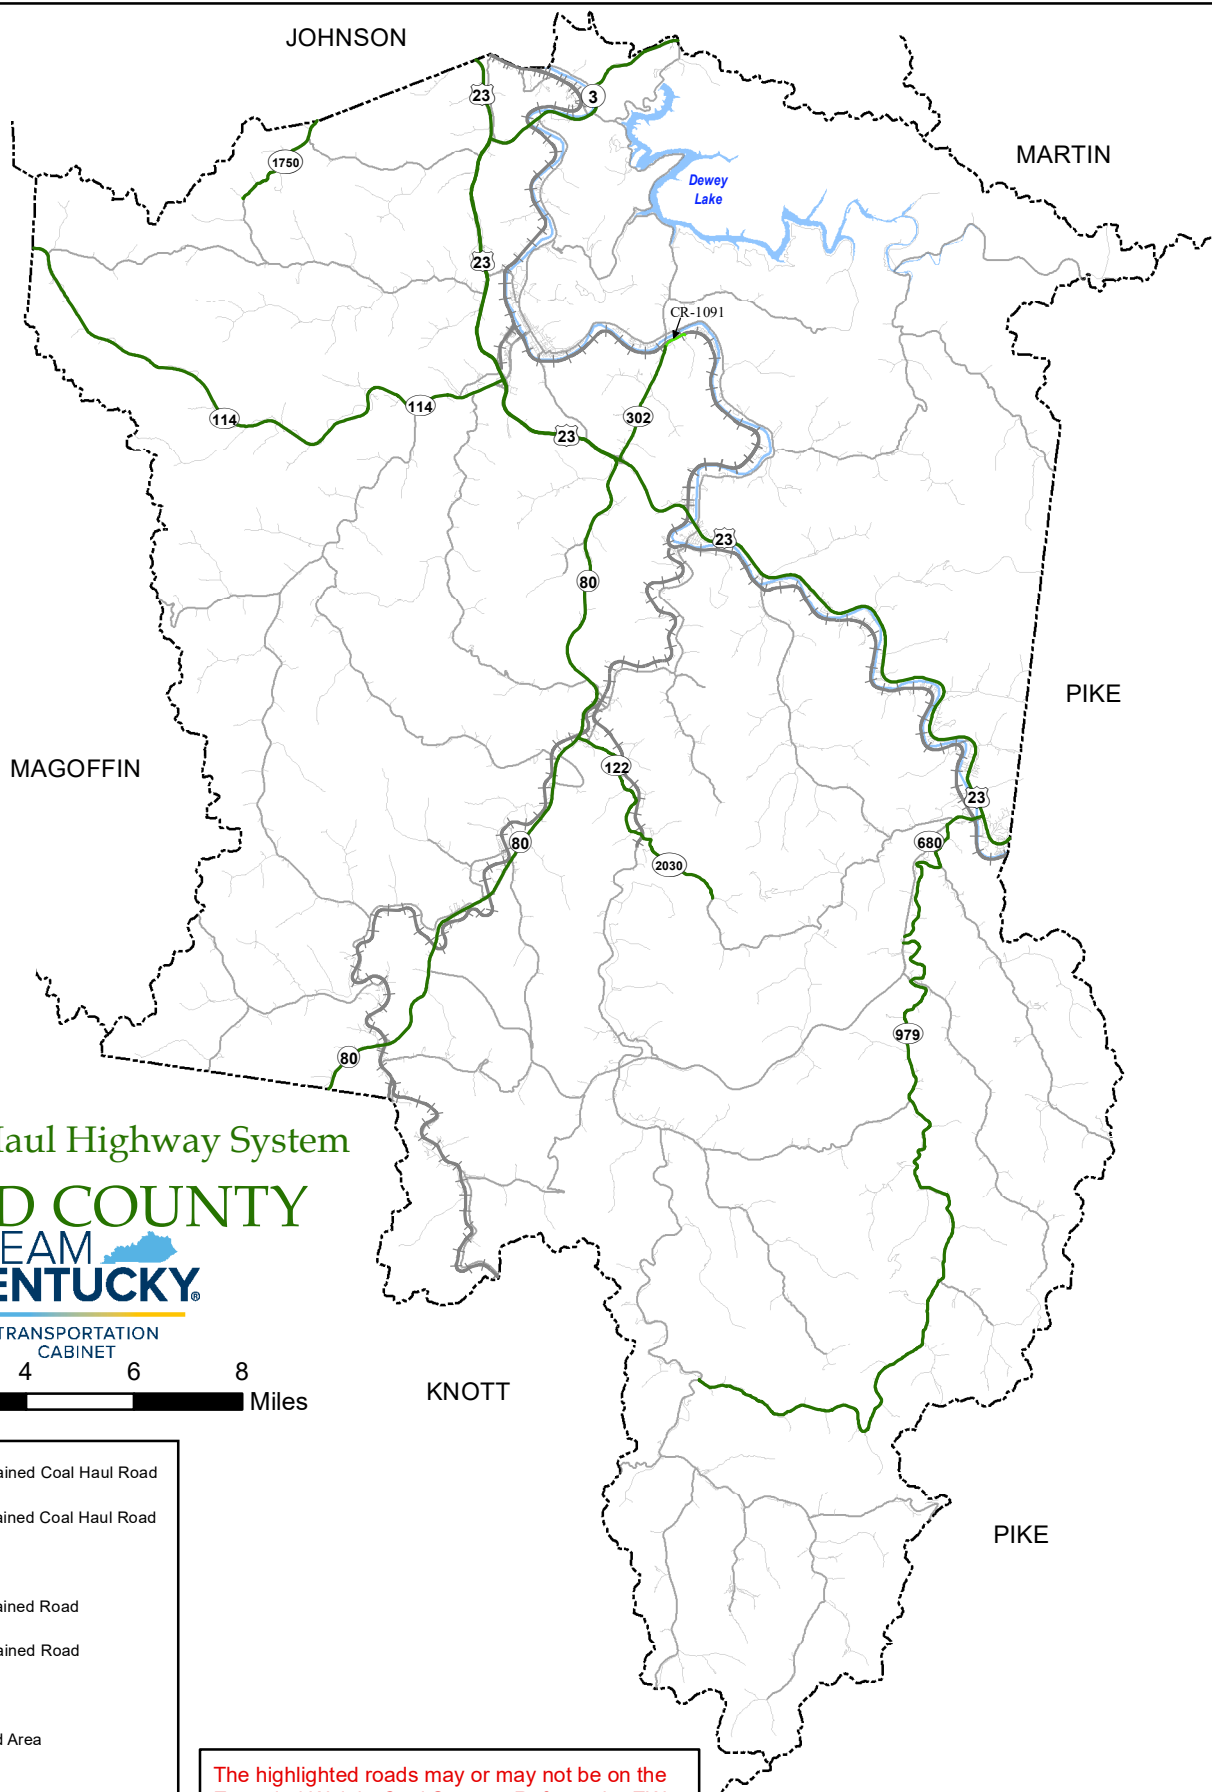 JOHNSON
23
3
MARTIN
1750
Dewey
Lake
23
CR-1091
114
114
302
23
23
80
PIKE
MAGOFFIN
122
23
80
680
2030
979
80
Haul Highway System
D COUNTY
EAM
ENTUCKY®
TRANSPORTATION
CABINET
4 6 8
Miles
KNOTT
ained Coal Haul Road
ained Coal Haul Road
PIKE
ained Road
ained Road
d Area
The highlighted roads may or may not be on the